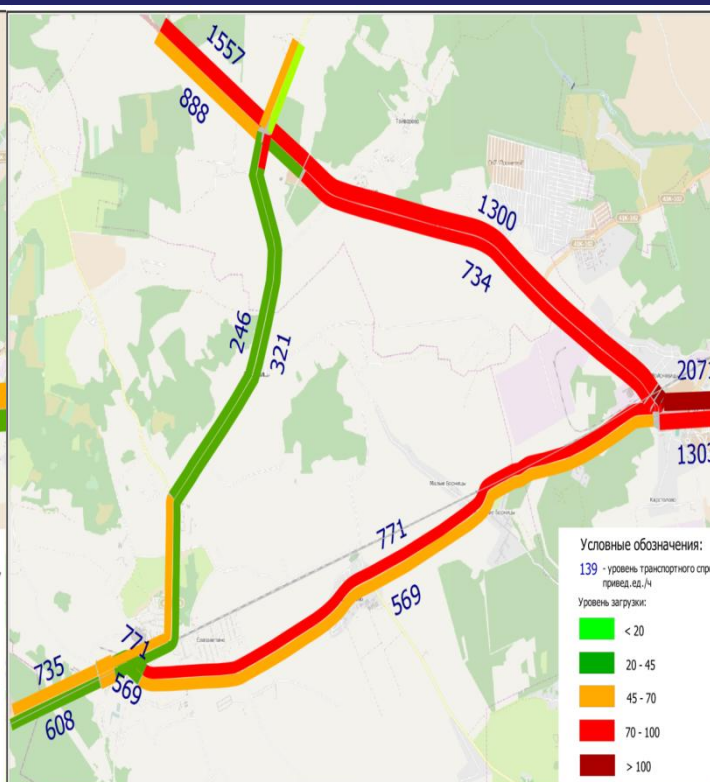 1557
888
1300
734
246
321
2071
1303
771
569
771
569
735
608
Условные обозначения:
139 - уровень транспортного спр
привед.ед./ч
Уровень загрузки:
< 20
20 - 45
45 - 70
70 - 100
> 100